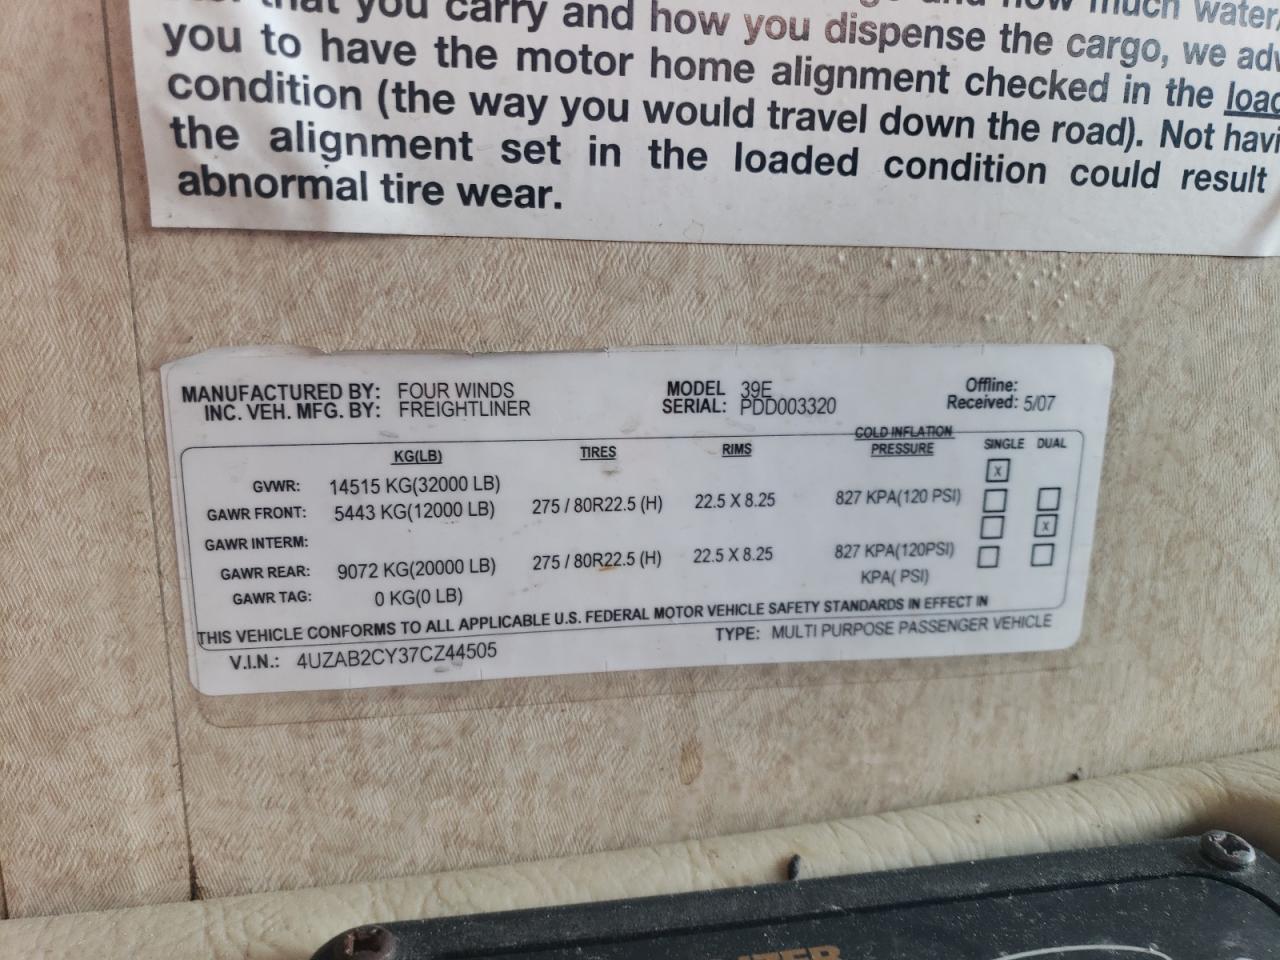 that you carry and how you dispense the cargo, we
how much water,
you to have the motor home alignment checked in the
condition (the way you would travel down the road). Not
the alignment set in the loaded condition could result
abnormal tire wear.
MANUFACTURED BY: FOUR WINDS MODEL 39E Offline:
INC. VEH. MFG. BY: FREIGHTLINER SERIAL: PDD003320 Received: 5/07
KG(LB) TIRES RIMS COLD INFLATION PRESSURE SINGLE DUAL
GVWR: 14515 KG(32000 LB) X
GAWR FRONT: 5443 KG(12000 LB) 275 / 80R22.5 (H) 22.5 X 8.25 827 KPA(120 PSI)
GAWR INTERM: X
GAWR REAR: 9072 KG(20000 LB) 275 / 80R22.5 (H) 22.5 X 8.25 827 KPA(120PSI)
GAWR TAG: 0 KG(0 LB) KPA( PSI)
THIS VEHICLE CONFORMS TO ALL APPLICABLE U.S. FEDERAL MOTOR VEHICLE SAFETY STANDARDS IN EFFECT IN
V.I.N.: 4UZAB2CY37CZ44505 TYPE: MULTI PURPOSE PASSENGER VEHICLE